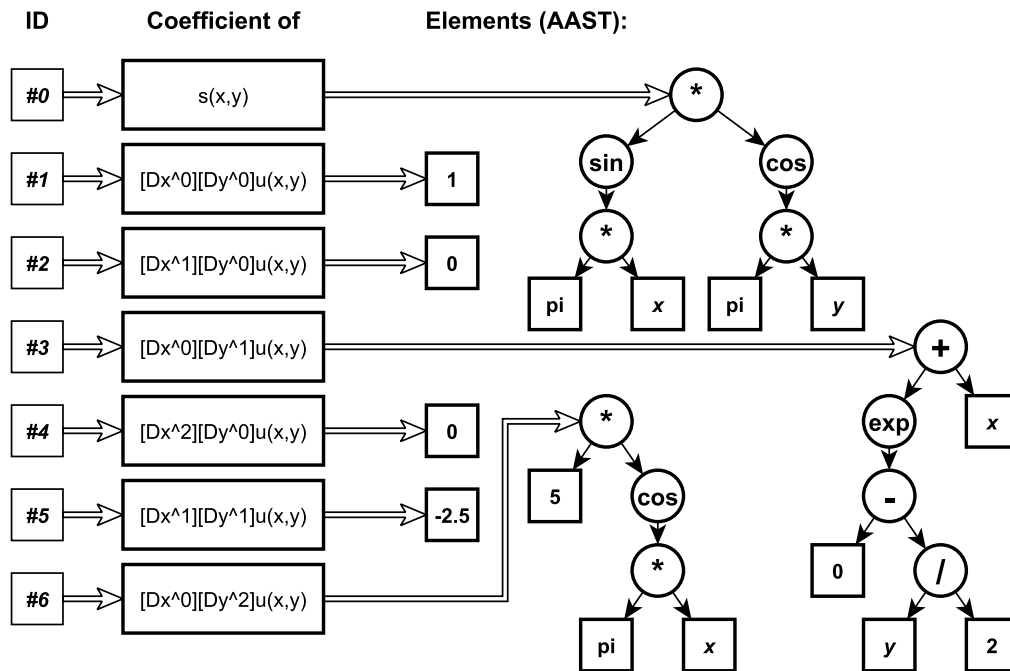 ID Coefficient of Elements (AAST):
#0 s(x,y) *
sin cos
#1 [Dx^0][Dy^0]u(x,y) 1
* *
#2 [Dx^1][Dy^0]u(x,y) 0
pi x pi y
#3 [Dx^0][Dy^1]u(x,y) +
#4 [Dx^2][Dy^0]u(x,y) 0 * exp x
5 cos -
#5 [Dx^1][Dy^1]u(x,y) -2.5
* 0 /
#6 [Dx^0][Dy^2]u(x,y)
pi x y 2